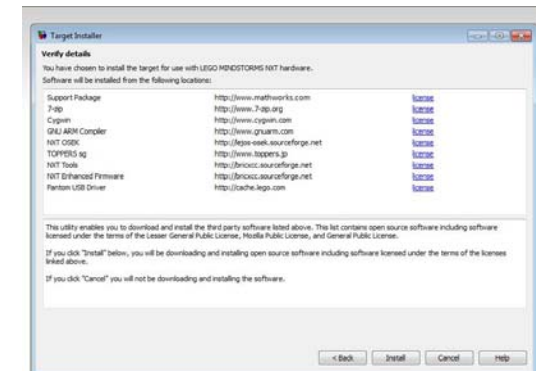 Target Installer
Verify details
You have chosen to install the target for use with LEGO MINDSTORMS NXT hardware.
Software will be installed from the following locations:
Support Package http://www.mathworks.com license
7-zip http://www.7-zip.org license
Cygwin http://www.cygwin.com license
GNU ARM Compiler http://www.gnuarm.com license
NXT OSEK http://lejos-osek.sourceforge.net license
TOPPERS sg http://www.toppers.jp license
NXT Tools http://bricxcc.sourceforge.net license
NXT Enhanced Firmware http://bricxcc.sourceforge.net license
Fantom USB Driver http://cache.lego.com license
This utility enables you to download and install the third party software listed above. This list contains open source software including software
licensed under the terms of the Lesser General Public License, Mozilla Public License, and General Public License.
If you click "Install" below, you will be downloading and installing open source software including software licensed under the terms of the licenses
linked above.
If you click "Cancel" you will not be downloading and installing the software.
< Back Install Cancel Help